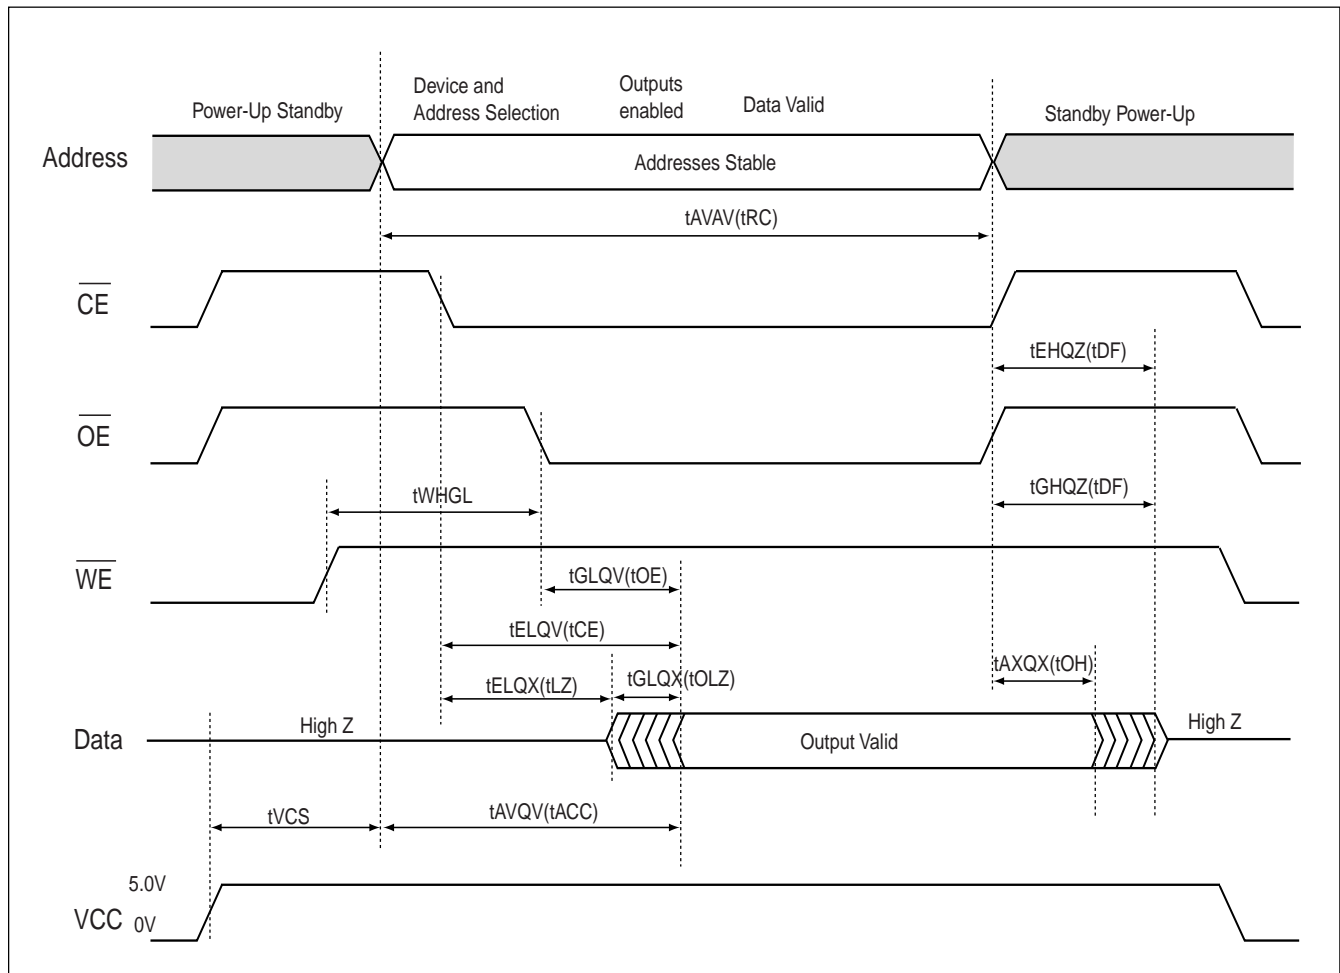 Power-Up Standby
Device and
Address Selection
Outputs
enabled
Data Valid
Standby Power-Up
Address
Addresses Stable
tAVAV(tRC)
CE
tEHQZ(tDF)
OE
tWHGL
tGHQZ(tDF)
WE
tGLQV(tOE)
tELQV(tCE)
tAXQX(tOH)
tELQX(tLZ)
tGLQX(tOLZ)
Data
High Z
Output Valid
High Z
tVCS
tAVQV(tACC)
5.0V
VCC
0V